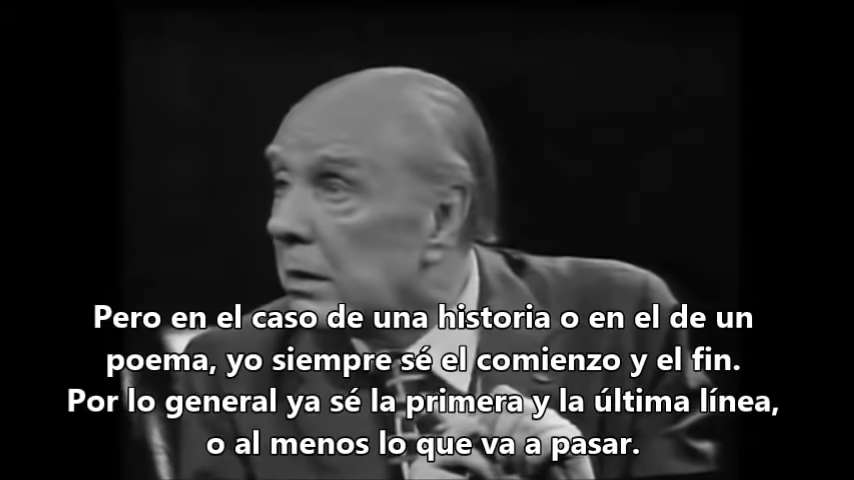 Pero en el caso de una historia o en el de un
poema, yo siempre sé el comienzo y el fin.
Por lo general ya sé la primera y la última línea,
o al menos lo que va a pasar.